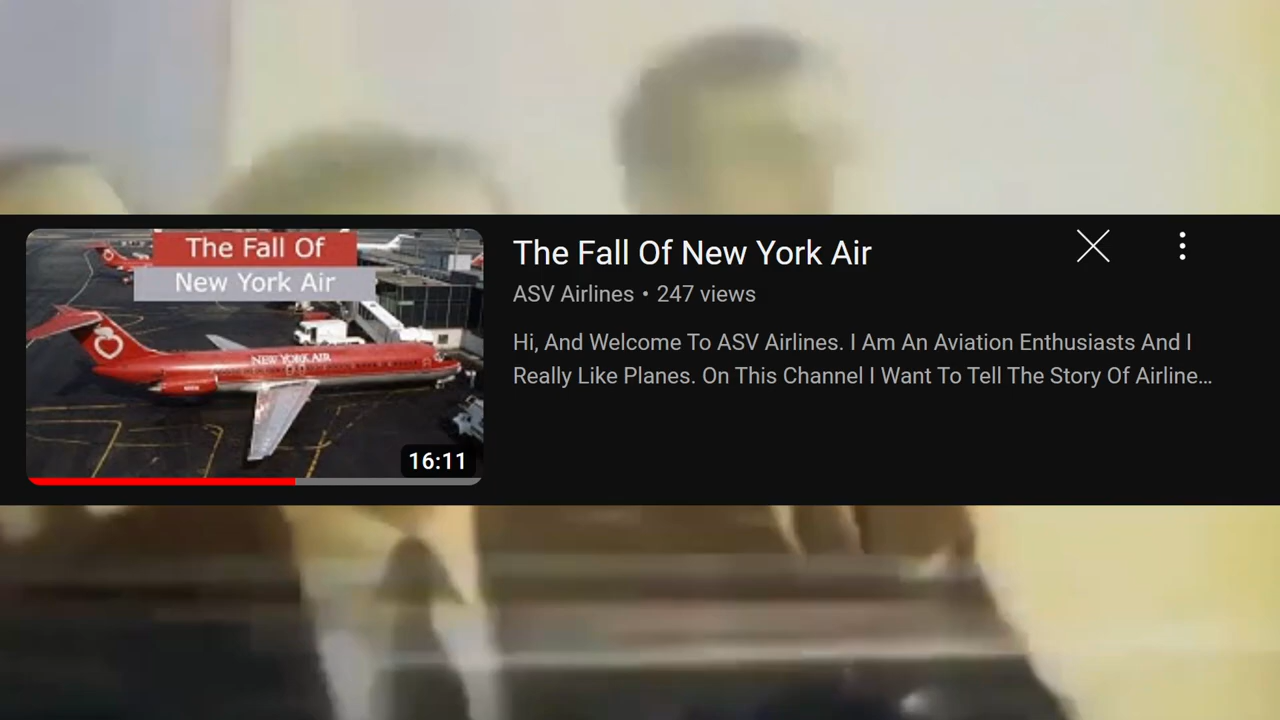 The Fall Of
New York Air
NEW YORK AIR
16:11
The Fall Of New York Air
ASV Airlines • 247 views
Hi, And Welcome To ASV Airlines. I Am An Aviation Enthusiasts And I
Really Like Planes. On This Channel I Want To Tell The Story Of Airline…